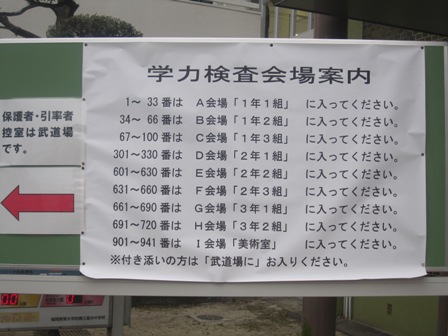 学力検査会場案内
1～ 33番は A会場「1年1組」 に入ってください。
34～ 66番は B会場「1年2組」 に入ってください。
67～100番は C会場「1年3組」 に入ってください。
301～330番は D会場「2年1組」 に入ってください。
601～630番は E会場「2年2組」 に入ってください。
631～660番は F会場「2年3組」 に入ってください。
661～690番は G会場「3年1組」 に入ってください。
691～720番は H会場「3年2組」 に入ってください。
901～941番は I会場「美術室」 に入ってください。
※付き添いの方は「武道場に」お入りください。
保護者・引率者
控室は武道場
です。